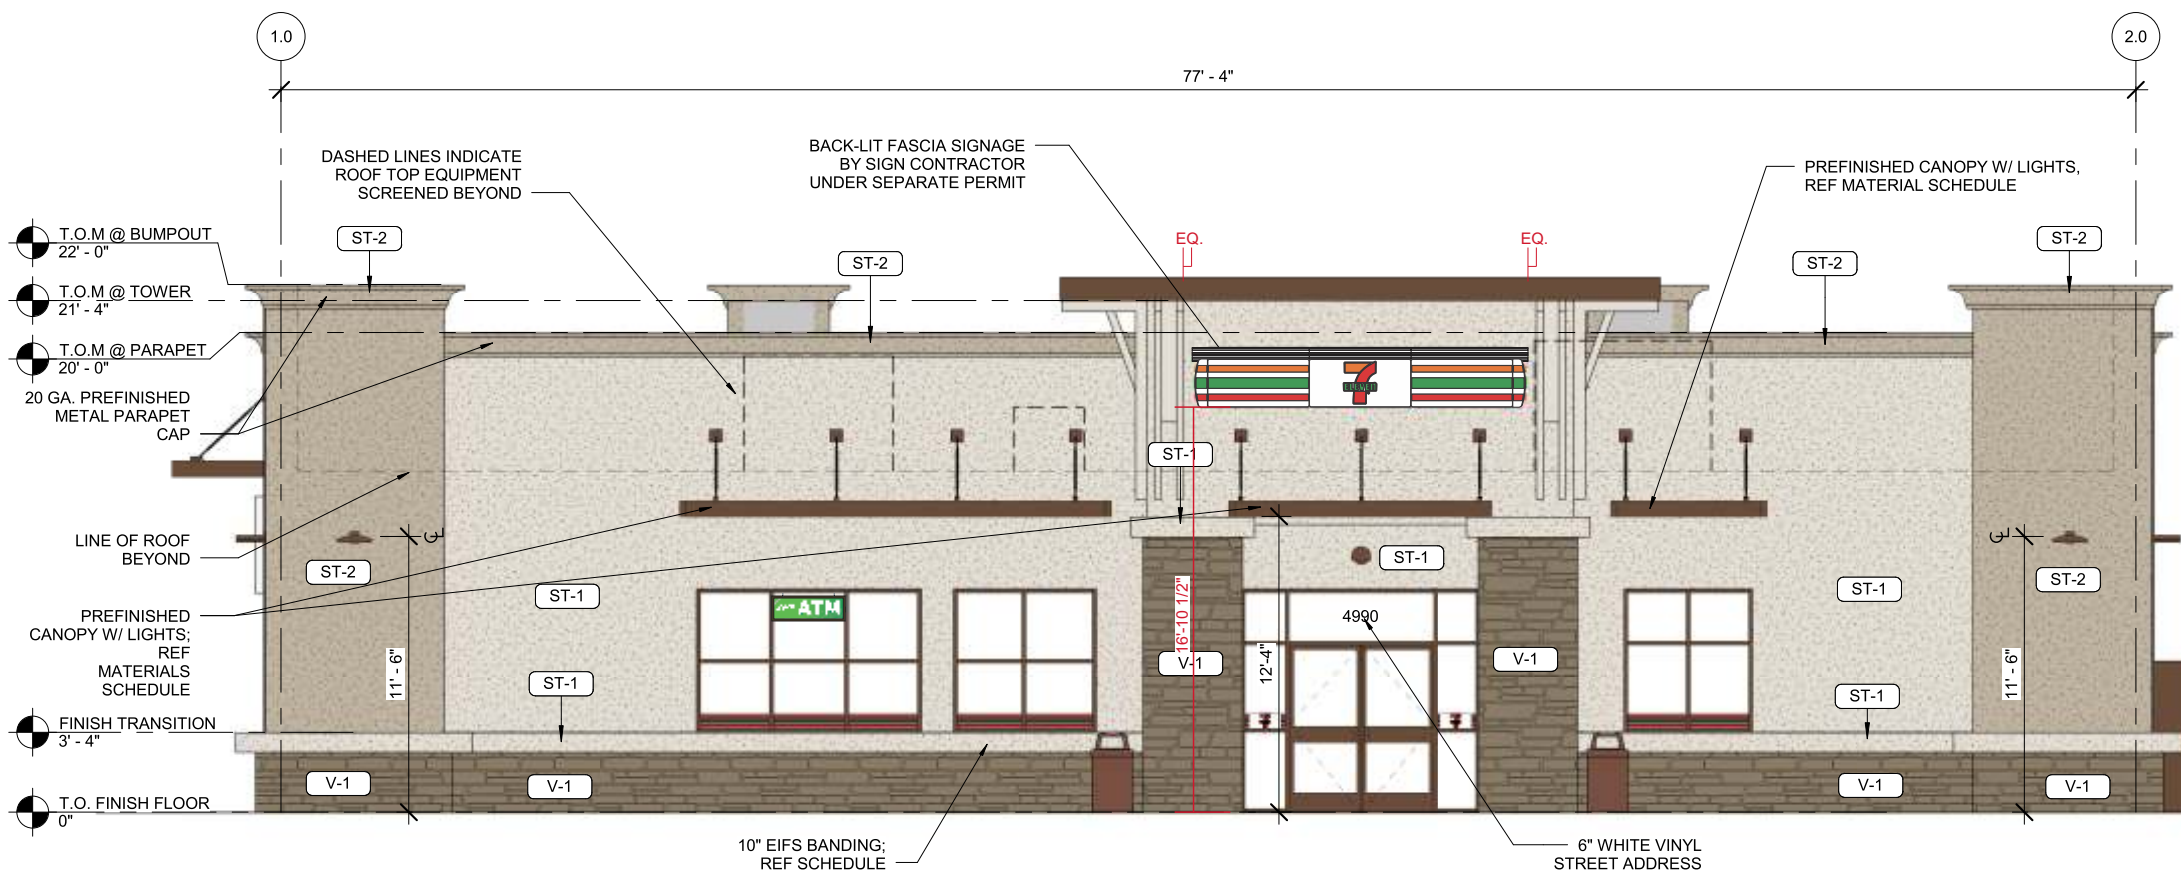 1.0
2.0
77' - 4"
DASHED LINES INDICATE
ROOF TOP EQUIPMENT
SCREENED BEYOND
BACK-LIT FASCIA SIGNAGE
BY SIGN CONTRACTOR
UNDER SEPARATE PERMIT
PREFINISHED CANOPY W/ LIGHTS,
REF MATERIAL SCHEDULE
T.O.M @ BUMPOUT
22' - 0"
ST-2
ST-2
EQ.
EQ.
ST-2
ST-2
T.O.M @ TOWER
21' - 4"
T.O.M @ PARAPET
20' - 0"
20 GA. PREFINISHED
METAL PARAPET
CAP
7
ELEVEN
ST-1
LINE OF ROOF
BEYOND
ST-2
CL
ST-1
ST-1
CL
ST-2
ST-1
ATM
4990
PREFINISHED
CANOPY W/ LIGHTS;
REF
MATERIALS
SCHEDULE
11' - 6"
ST-1
16'-10 1/2"
V-1
12'-4"
V-1
ST-1
11' - 6"
FINISH TRANSITION
3' - 4"
V-1
V-1
V-1
V-1
T.O. FINISH FLOOR
0"
10" EIFS BANDING;
REF SCHEDULE
6" WHITE VINYL
STREET ADDRESS